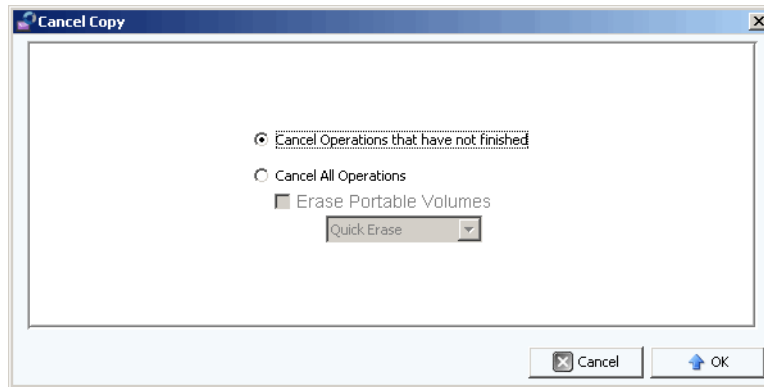 Cancel Copy
Cancel Operations that have not finished
Cancel All Operations
Erase Portable Volumes
Quick Erase
Cancel
OK